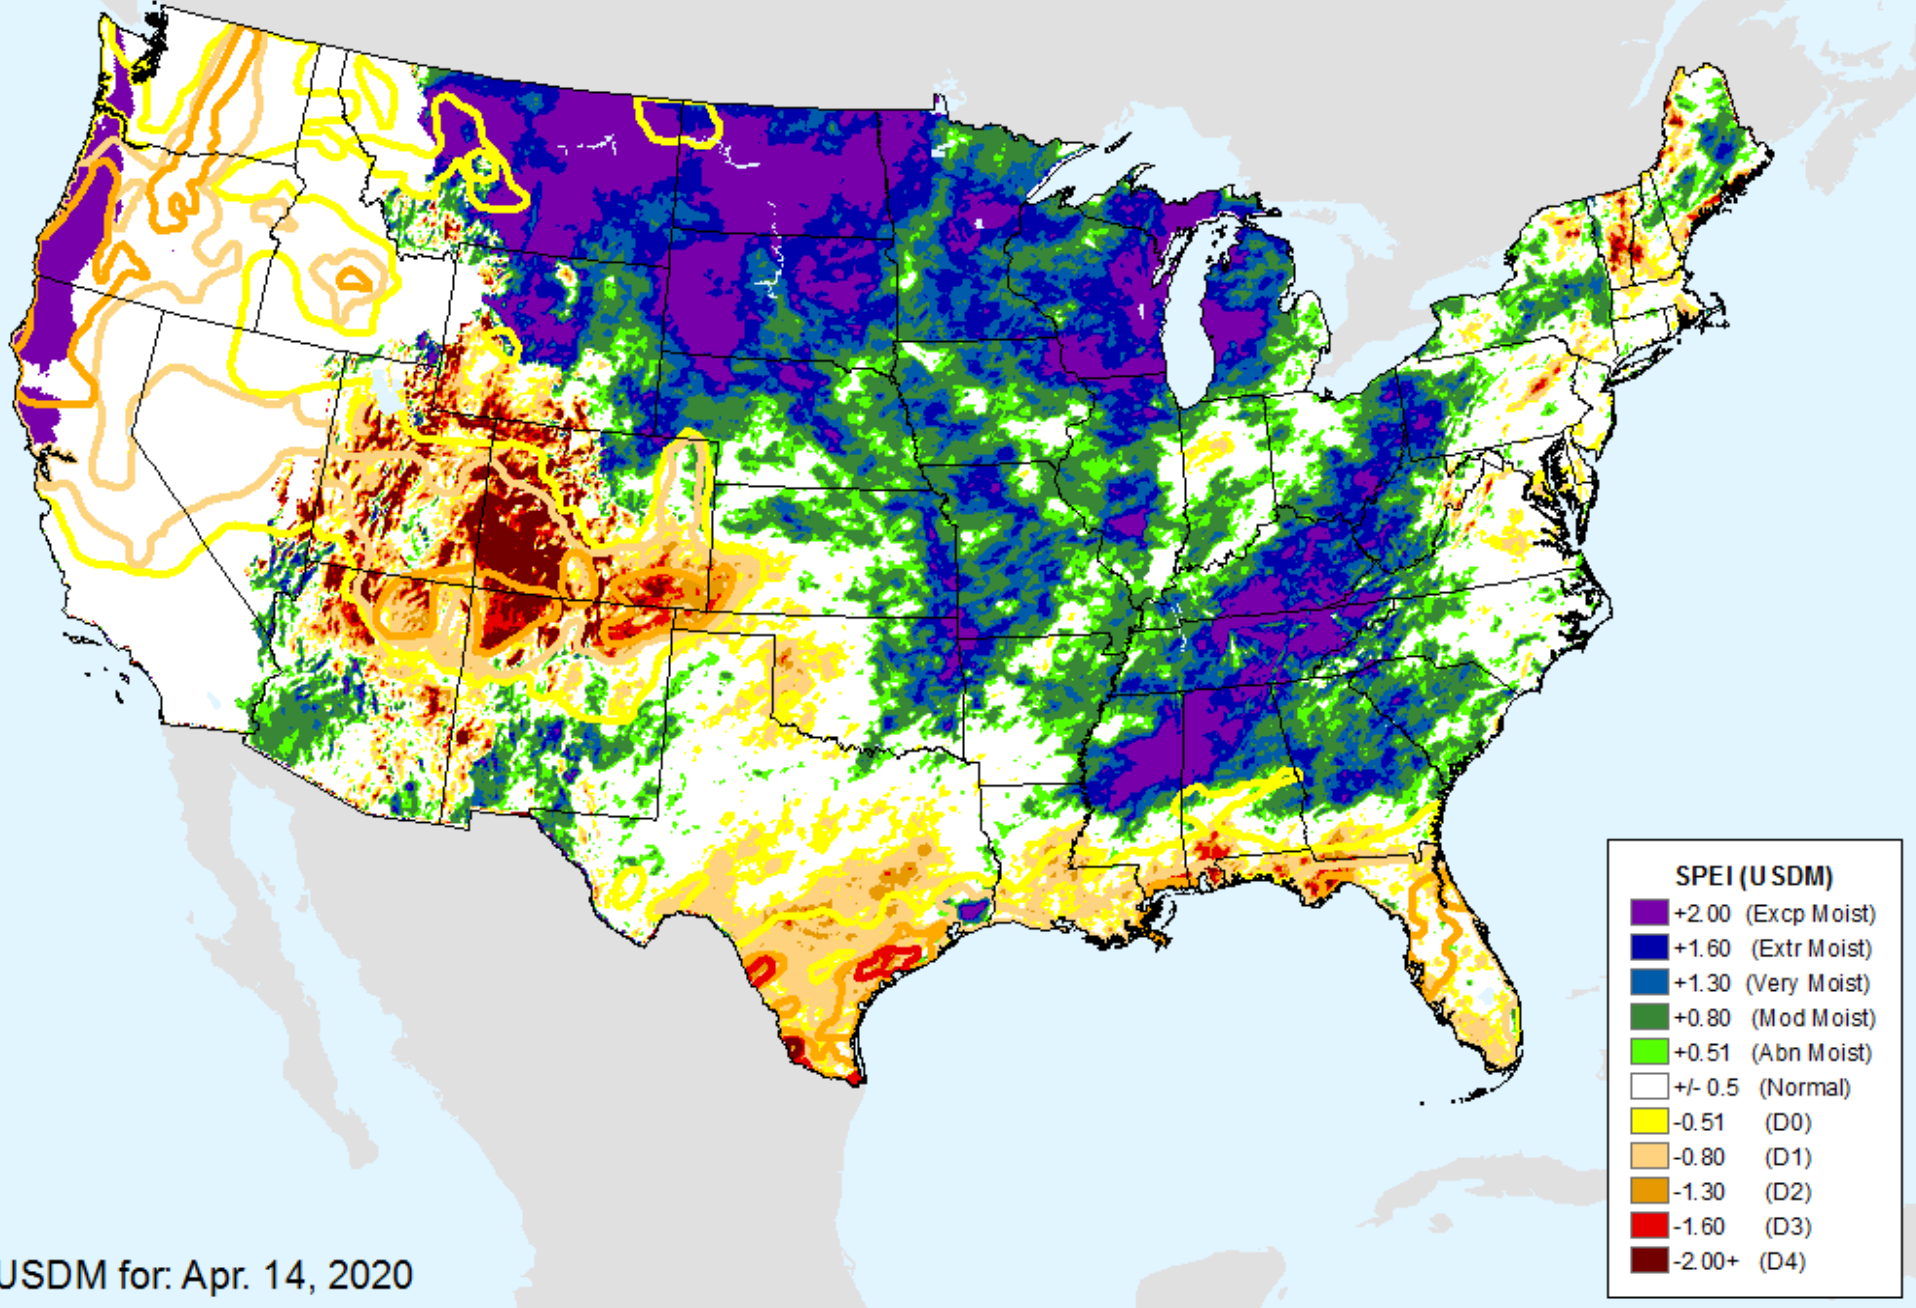 SPEI (USDM)
+2.00 (Excp Moist)
+1.60 (Extr Moist)
+1.30 (Very Moist)
+0.80 (Mod Moist)
+0.51 (Abn Moist)
+/- 0.5 (Normal)
-0.51 (D0)
-0.80 (D1)
-1.30 (D2)
-1.60 (D3)
-2.00+ (D4)
USDM for: Apr. 14, 2020